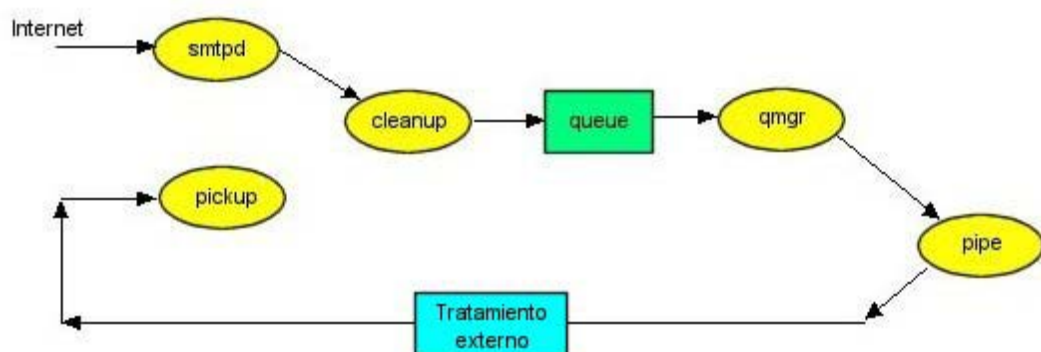 Internet
smtpd
cleanup
queue
qmgr
pickup
pipe
Tratamiento
externo